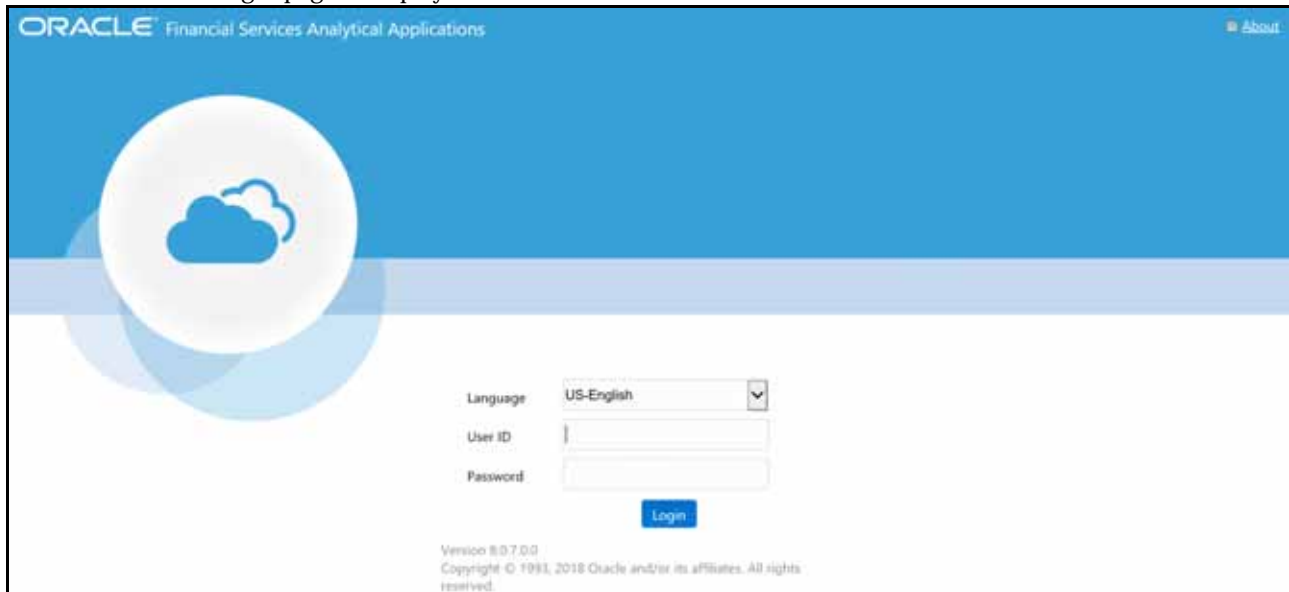 ORACLE Financial Services Analytical Applications
About
Language US-English
User ID
Password
Login
Version 8.0.7.0.0
Copyright © 1993, 2018 Oracle and/or its affiliates. All rights
reserved.